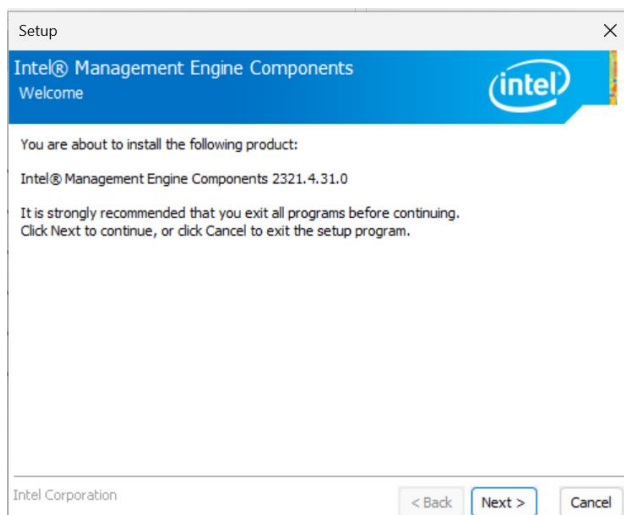 Setup
Intel® Management Engine Components
Welcome
intel
You are about to install the following product:
Intel® Management Engine Components 2321.4.31.0
It is strongly recommended that you exit all programs before continuing.
Click Next to continue, or click Cancel to exit the setup program.
Intel Corporation
< Back Next > Cancel